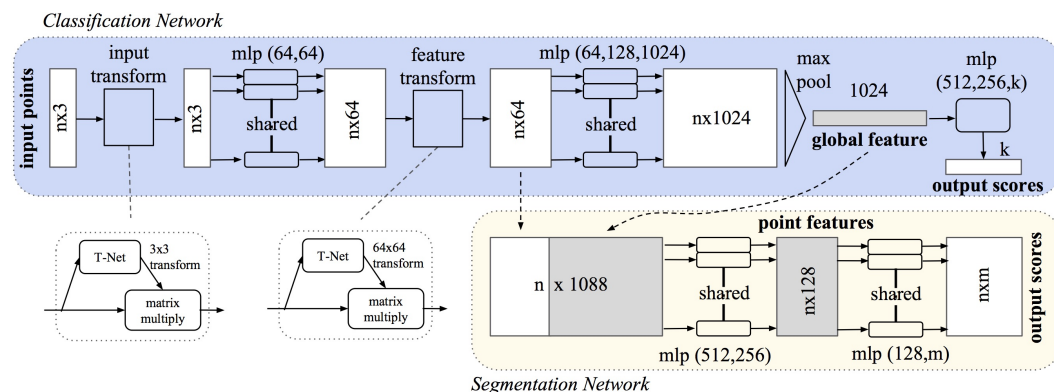 Classification Network
input points
nx3
input
transform
nx3
mlp (64,64)
shared
nx64
feature
transform
nx64
mlp (64,128,1024)
shared
nx1024
max
pool
1024
global feature
mlp
(512,256,k)
k
output scores
T-Net
3x3
transform
matrix
multiply
T-Net
64x64
transform
matrix
multiply
point features
n x 1088
shared
mlp (512,256)
nx128
shared
mlp (128,m)
nxm
output scores
Segmentation Network